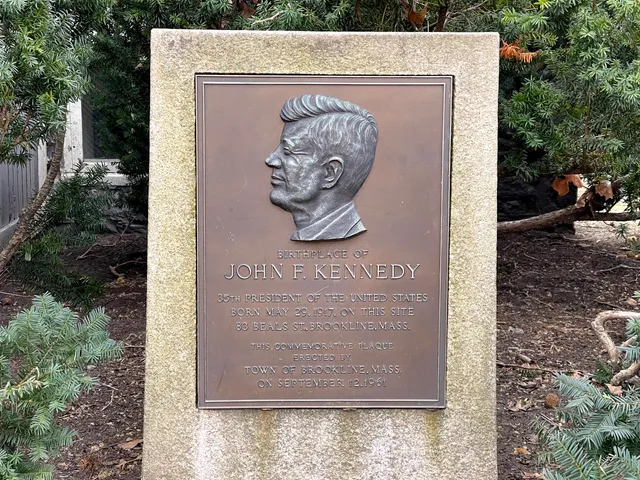 BIRTHPLACE OF
JOHN F. KENNEDY
35TH PRESIDENT OF THE UNITED STATES
BORN MAY 29, 1917, ON THIS SITE
83 BEALS ST., BROOKLINE, MASS.
THIS COMMEMORATIVE PLAQUE
ERECTED BY
TOWN OF BROOKLINE, MASS.
ON SEPTEMBER 12, 1961